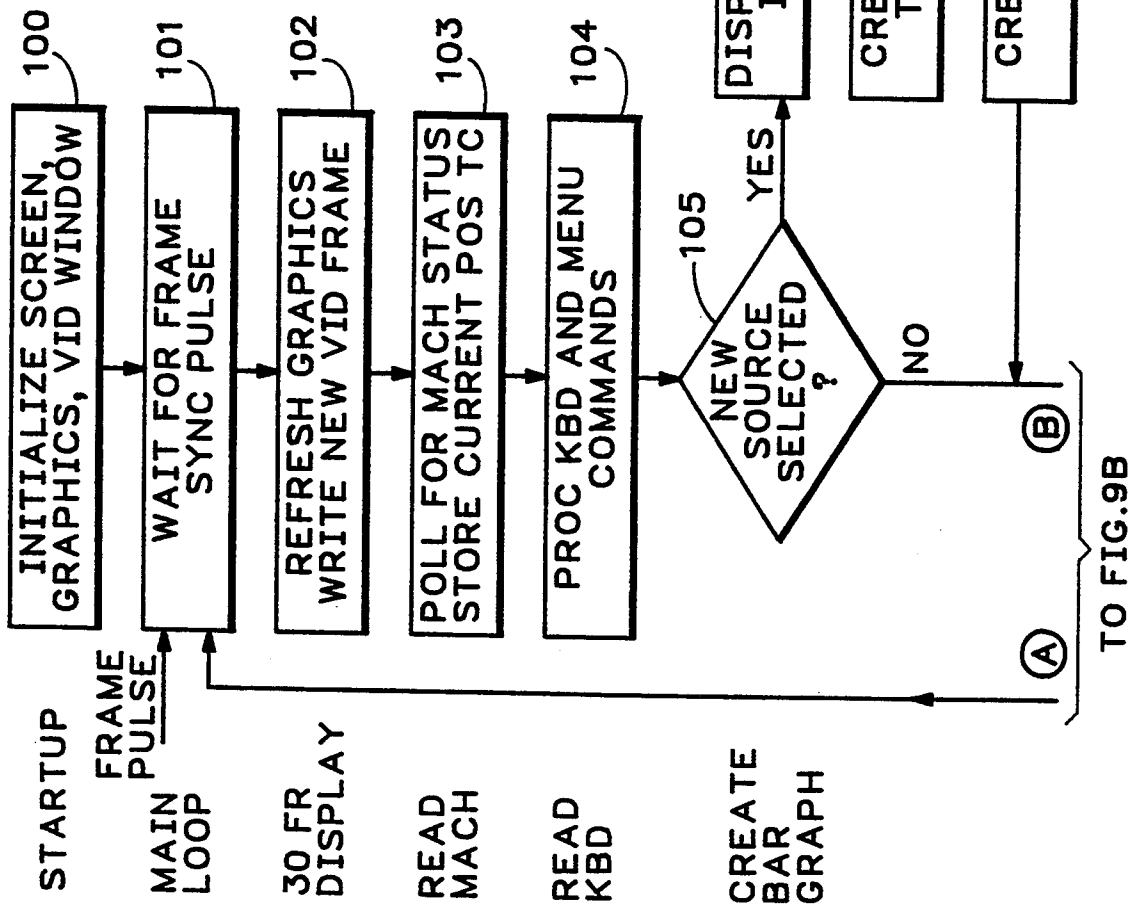 STARTUP
INITIALIZE SCREEN,
GRAPHICS, VID WINDOW
100
FRAME
PULSE
MAIN
LOOP
WAIT FOR FRAME
SYNC PULSE
101
30 FR
DISPLAY
REFRESH GRAPHICS
WRITE NEW VID FRAME
102
READ
MACH
POLL FOR MACH STATUS
STORE CURRENT POS TC
103
READ
KBD
PROC KBD AND MENU
COMMANDS
104
CREATE
BAR
GRAPH
NEW
SOURCE
SELECTED
?
105
YES
NO
DISP
CRE
T
CRE
A
B
TO FIG.9B